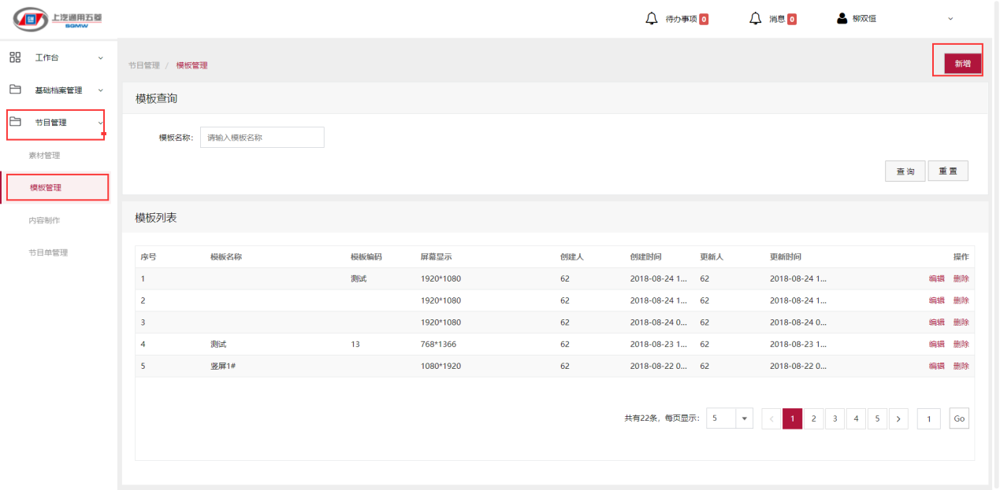 上汽通用五菱
SGMW
待办事项 0
消息 0
柳双恒
工作台
基础档案管理
节目管理
素材管理
模板管理
内容制作
节目单管理
节目管理 / 模板管理
新增
模板查询
模板名称: 请输入模板名称
查 询 重 置
模板列表
序号 模板名称 模板编码 屏幕显示 创建人 创建时间 更新人 更新时间 操作
1 测试 1920*1080 62 2018-08-24 1... 62 2018-08-24 1... 编辑 删除
2 1920*1080 62 2018-08-24 1... 62 2018-08-24 1... 编辑 删除
3 1920*1080 62 2018-08-24 0... 62 2018-08-24 0... 编辑 删除
4 测试 13 768*1366 62 2018-08-23 1... 62 2018-08-23 1... 编辑 删除
5 竖屏1# 1080*1920 62 2018-08-22 0... 62 2018-08-22 0... 编辑 删除
共有22条，每页显示: 5 < 1 2 3 4 5 > 1 Go